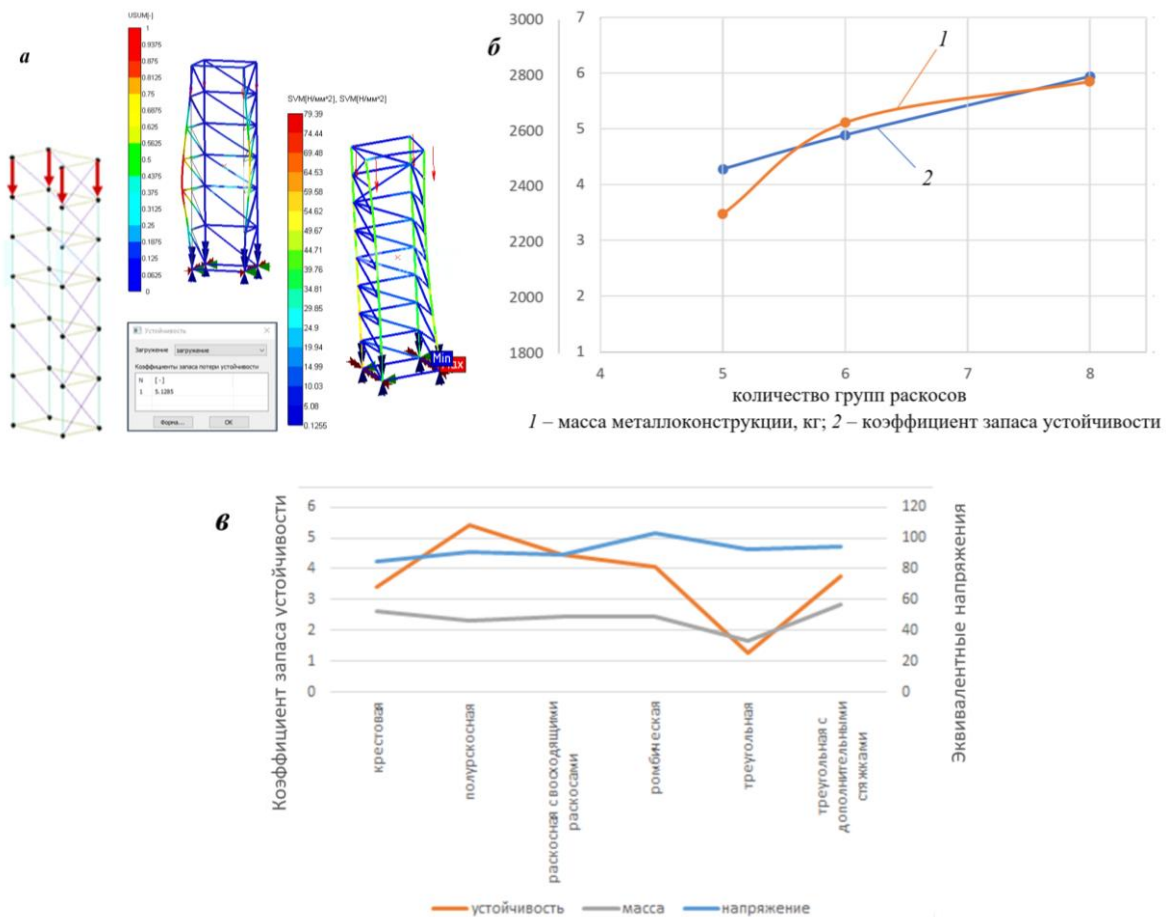 а
USUM[-]
1
0.9375
0.875
0.8125
0.75
0.6875
0.625
0.5625
0.5
0.4375
0.375
0.3125
0.25
0.1875
0.125
0.0625
0
SVM[Н/мм^2], SVM[Н/мм^2]
79.39
74.44
69.48
64.53
59.58
54.62
49.67
44.71
39.76
34.81
29.85
24.9
19.94
14.99
10.03
5.08
0.1255
Min
Max
Устойчивость
Загружение загружение
Коэффициенты запаса потери устойчивости
N [-]
1 5.1285
Форма... ОК
б
3000
2800
2600
2400
2200
2000
1800
7
6
5
4
3
2
1
1
2
4 5 6 7 8
количество групп раскосов
1 – масса металлоконструкции, кг; 2 – коэффициент запаса устойчивости
в
Коэффициент запаса устойчивости
6
5
4
3
2
1
0
120
100
80
60
40
20
0
Эквивалентные напряжения
крестовая
полурскосная
раскосная с восходящими
раскосами
ромбическая
треугольная
треугольная с
дополнительными
стяжками
устойчивость масса напряжение